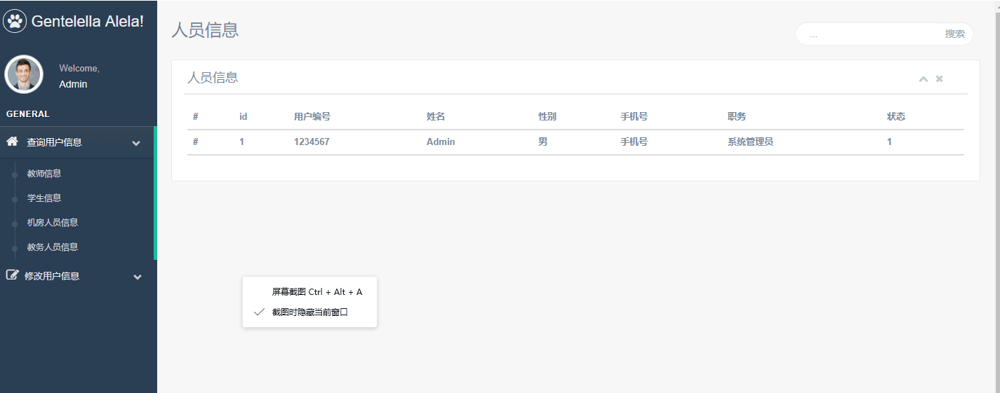 Gentelella Alela!
Welcome,
Admin
GENERAL
查询用户信息
教师信息
学生信息
机房人员信息
教务人员信息
修改用户信息
人员信息
... 搜索
人员信息
# id 用户编号 姓名 性别 手机号 职务 状态
# 1 1234567 Admin 男 手机号 系统管理员 1
屏幕截图 Ctrl + Alt + A
截图时隐藏当前窗口